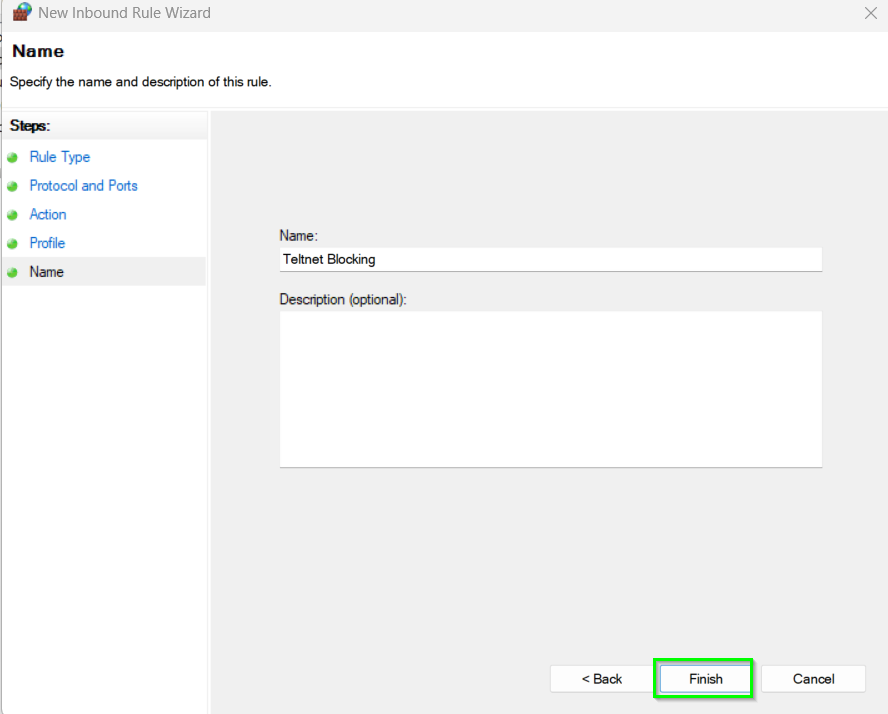 New Inbound Rule Wizard
Name
Specify the name and description of this rule.
Steps:
Rule Type
Protocol and Ports
Action
Profile
Name
Name:
Teltnet Blocking
Description (optional):
< Back
Finish
Cancel